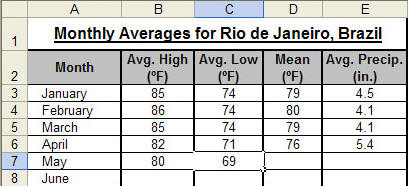 A B C D E
1 Monthly Averages for Rio de Janeiro, Brazil
2 Month Avg. High (ºF) Avg. Low (ºF) Mean (ºF) Avg. Precip. (in.)
3 January 85 74 79 4.5
4 February 86 74 80 4.1
5 March 85 74 79 4.1
6 April 82 71 76 5.4
7 May 80 69
8 June